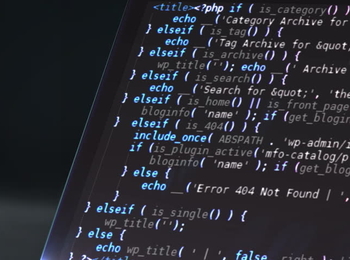 <title><?php if ( is_category() )
echo __('Category Archive for
} elseif ( is_tag() ) {
echo __('Tag Archive for &quot;
} elseif ( is_archive() ) {
wp_title(''); echo __(' Archive
} elseif ( is_search() ) {
echo __('Search for &quot;', 'the
} elseif ( is_home() || is_front_page
bloginfo( 'name' ); if (get_blogin
} elseif ( is_404() ) {
include_once( ABSPATH . 'wp-admin/i
if (is_plugin_active('mfo-catalog/p
bloginfo( 'name' ); if (get_blog
} else {
echo __('Error 404 Not Found | ',
}
} elseif ( is_single() ) {
wp_title('');
} else {
echo wp_title( ' | ', false, right
} ?>